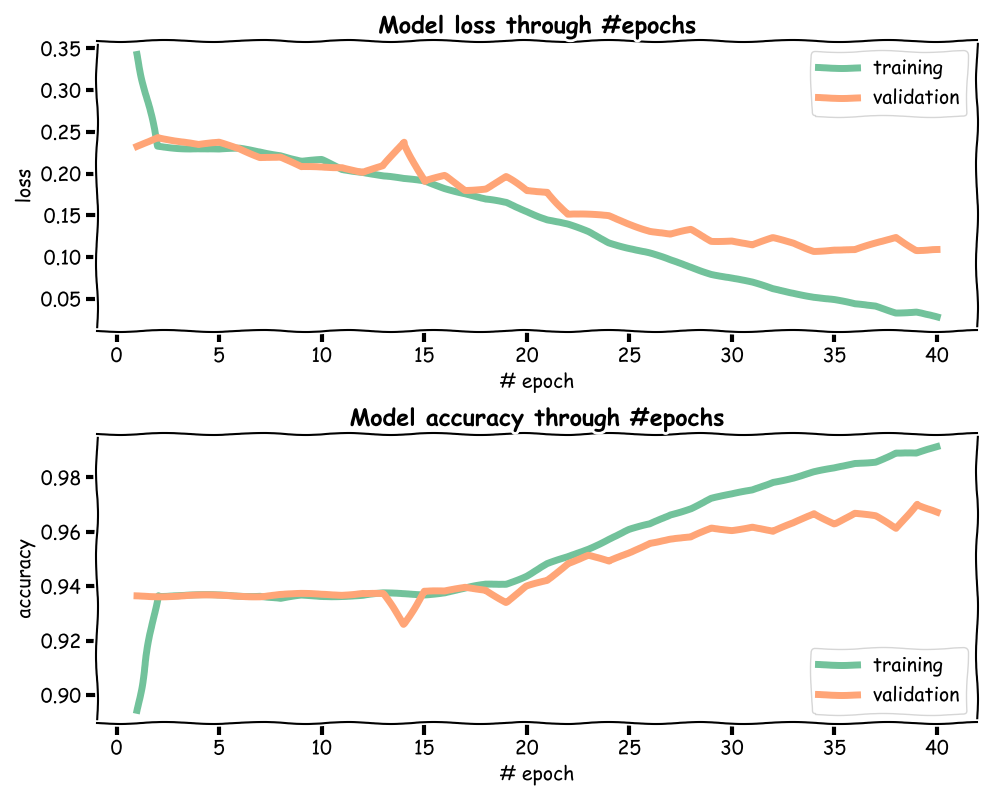 Model loss through #epochs
0.35
0.30
0.25
0.20
0.15
0.10
0.05
loss
training
validation
0 5 10 15 20 25 30 35 40
# epoch
Model accuracy through #epochs
0.98
0.96
0.94
0.92
0.90
accuracy
training
validation
0 5 10 15 20 25 30 35 40
# epoch